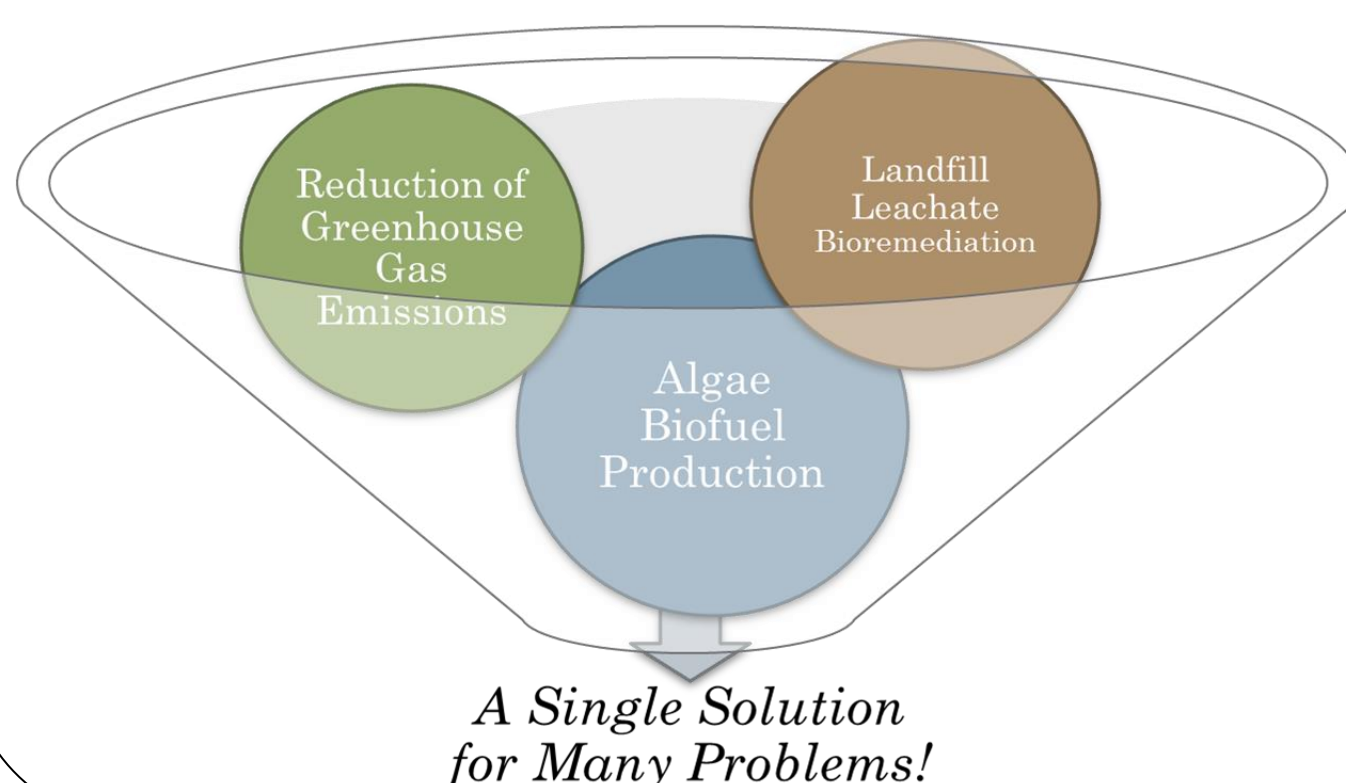 Reduction of
Greenhouse
Gas
Emissions
Landfill
Leachate
Bioremediation
Algae
Biofuel
Production
A Single Solution
for Many Problems!